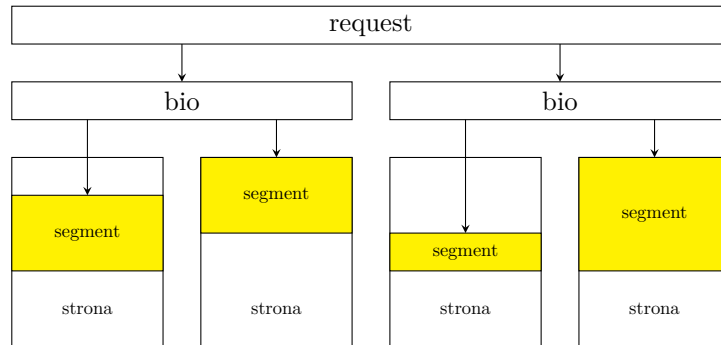 request
bio
bio
segment
segment
segment
segment
strona
strona
strona
strona